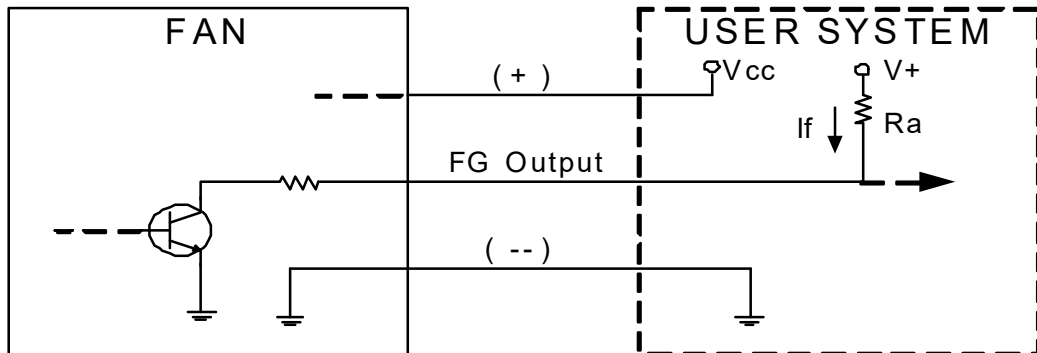 FAN
USER SYSTEM
( + )
Vcc
V+
If
Ra
FG Output
( -- )